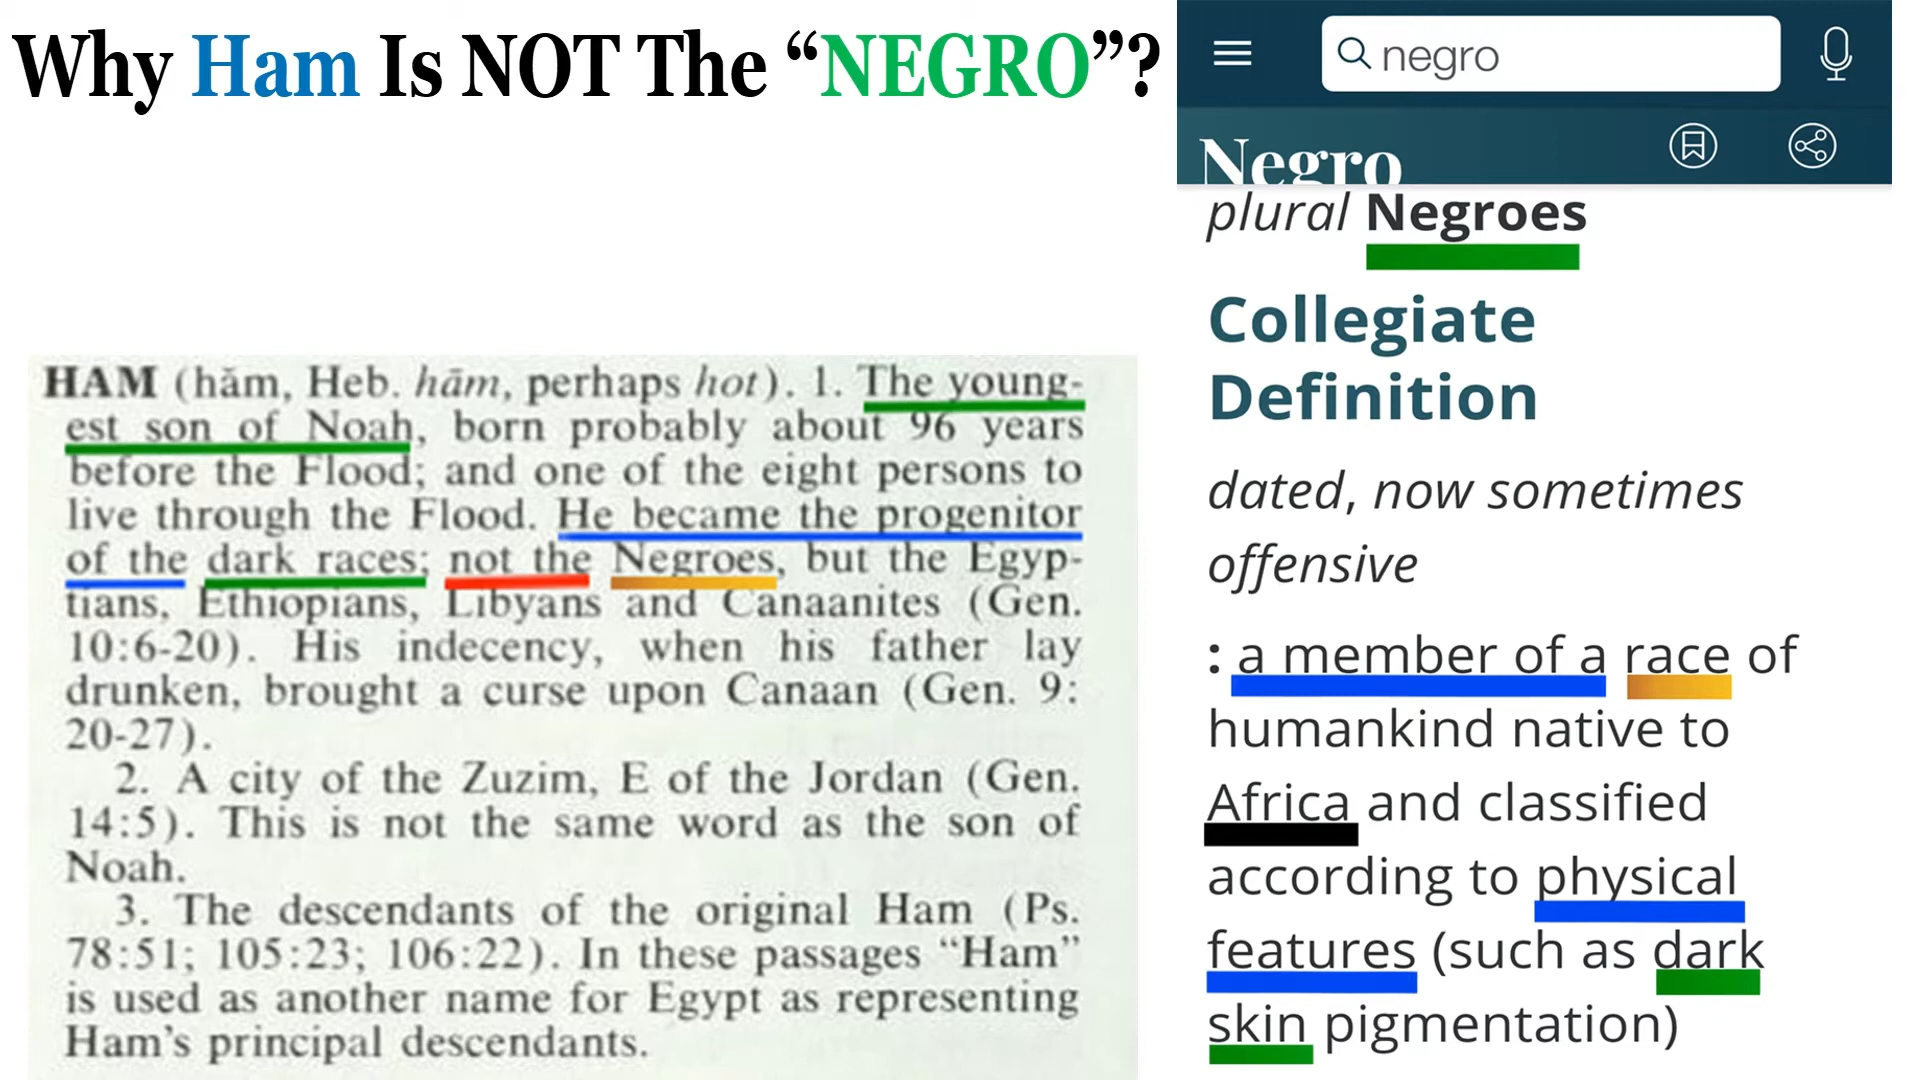 Why Ham Is NOT The “NEGRO”?
HAM (hăm, Heb. hām, perhaps hot). 1. The young-
est son of Noah, born probably about 96 years
before the Flood; and one of the eight persons to
live through the Flood. He became the progenitor
of the dark races; not the Negroes, but the Egyp-
tians, Ethiopians, Libyans and Canaanites (Gen.
10:6-20). His indecency, when his father lay
drunken, brought a curse upon Canaan (Gen. 9:
20-27).
2. A city of the Zuzim, E of the Jordan (Gen.
14:5). This is not the same word as the son of
Noah.
3. The descendants of the original Ham (Ps.
78:51; 105:23; 106:22). In these passages “Ham”
is used as another name for Egypt as representing
Ham’s principal descendants.
negro
Negro
plural Negroes
Collegiate
Definition
dated, now sometimes
offensive
: a member of a race of
humankind native to
Africa and classified
according to physical
features (such as dark
skin pigmentation)